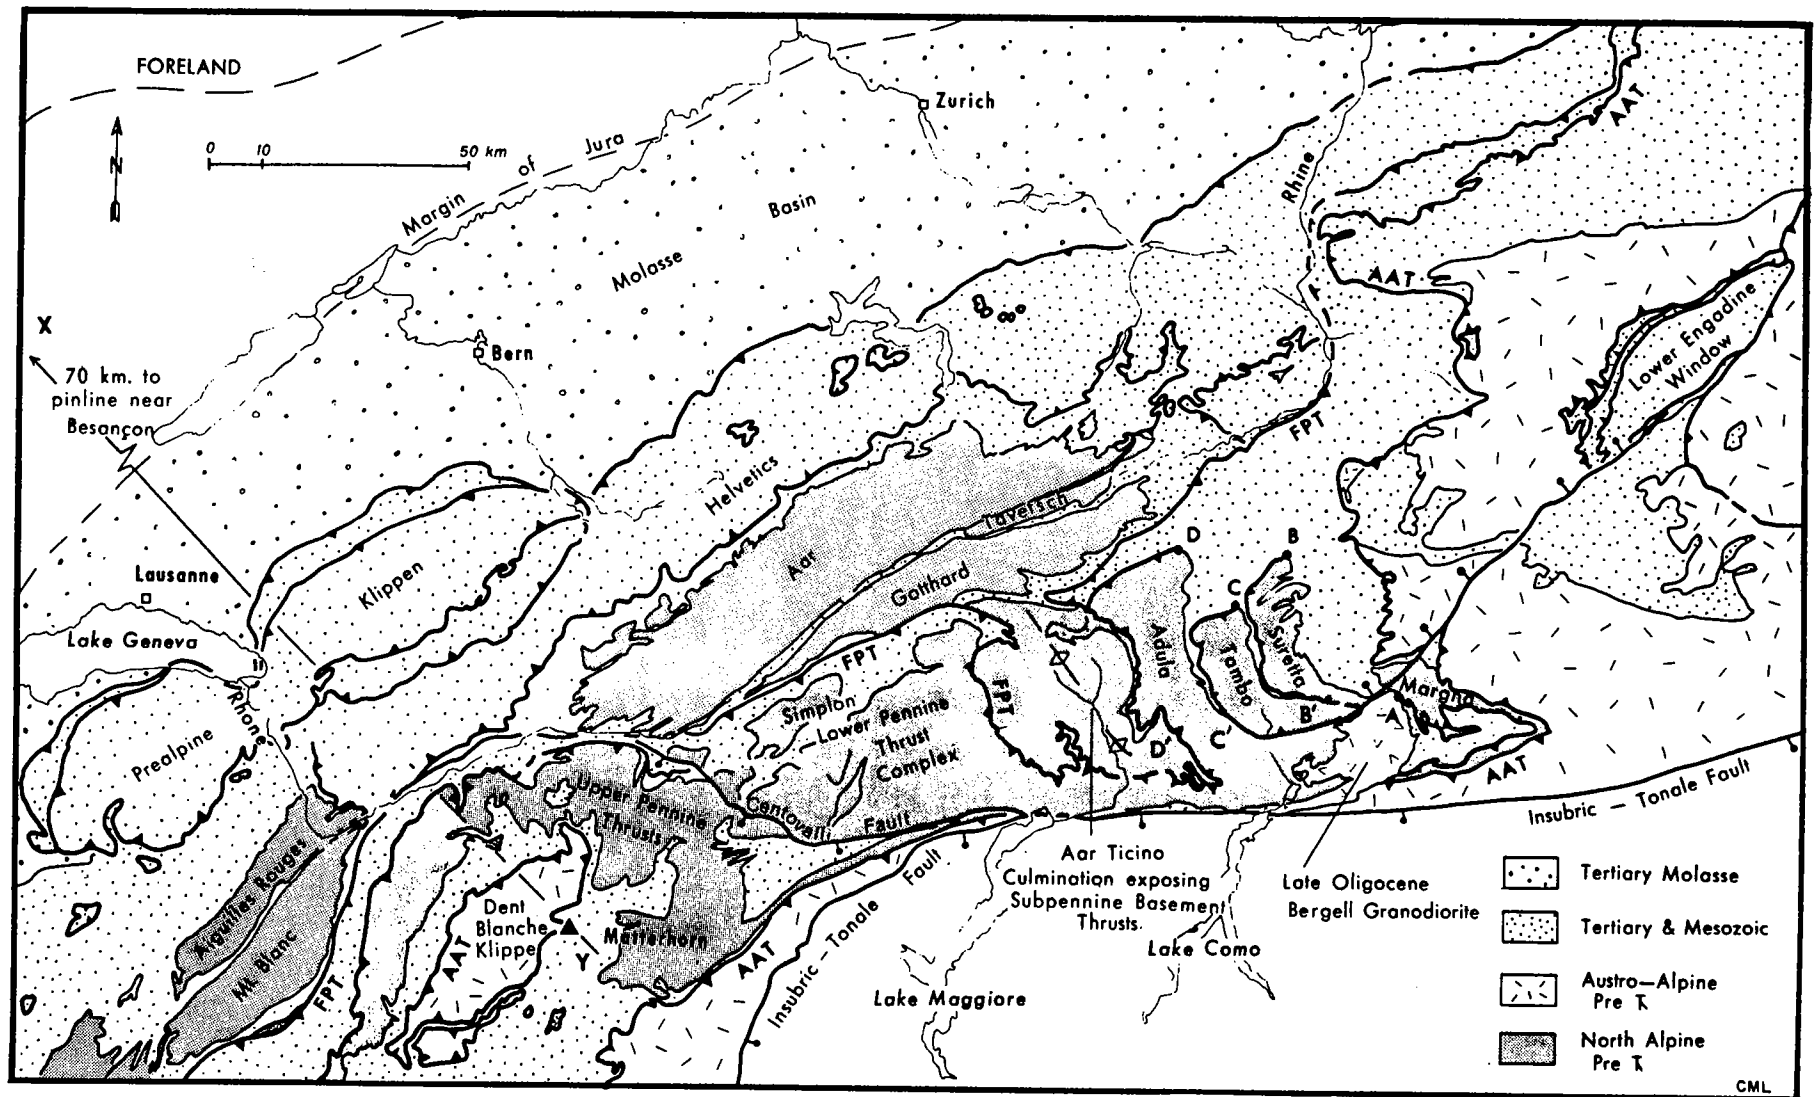 FORELAND
N
0 10 50 km
Zurich
Margin of Jura
Molasse Basin
Rhine
AAT
AAT
X
70 km. to
pinline near
Besançon
Bern
Lower Engadine
Window
FPT
Helvetics
Taversch
Aar
Gotthard
Klippen
Lausanne
Lake Geneva
D
B
C
Adula
Tambo
Suretta
FPT
FPT
Simplon
Lower Pennine
Thrust
Complex
Margna
A
B'
C'
D'
Rhone
Prealpine
Upper Pennine
Thrusts
Centovalli
Fault
AAT
Insubric – Tonale Fault
Aiguilles Rouges
Mt. Blanc
FPT
AAT
Dent
Blanche
Klippe
Matterhorn
Y
AAT
Insubric – Tonale Fault
Aar Ticino
Culmination exposing
Subpennine Basement
Thrusts.
Late Oligocene
Bergell Granodiorite
Lake Maggiore
Lake Como
Tertiary Molasse
Tertiary & Mesozoic
Austro–Alpine
Pre Ŧ
North Alpine
Pre Ŧ
CML